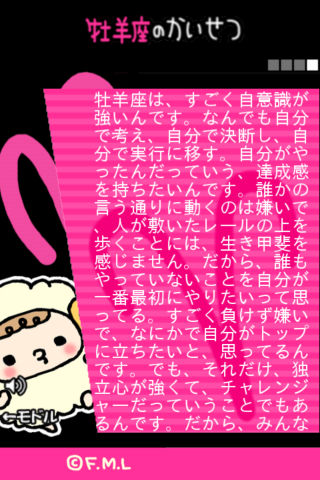 牡羊座のかいせつ
牡羊座は、すごく自意識が
強いんです。なんでも自分
で考え、自分で決断し、自
分で実行に移す。自分がや
ったんだっていう、達成感
を持ちたいんです。誰かの
言う通りに動くのは嫌いで
、人が敷いたレールの上を
歩くことには、生き甲斐を
感じません。だから、誰も
やっていないことを自分が
一番最初にやりたいって思
ってる。すごく負けず嫌い
で、なにかで自分がトップ
に立ちたいと、思ってるん
です。でも、それだけ、独
立心が強くて、チャレンジ
ャーだっていうことでもあ
るんです。だから、みんな
←モドル
©F.M.L